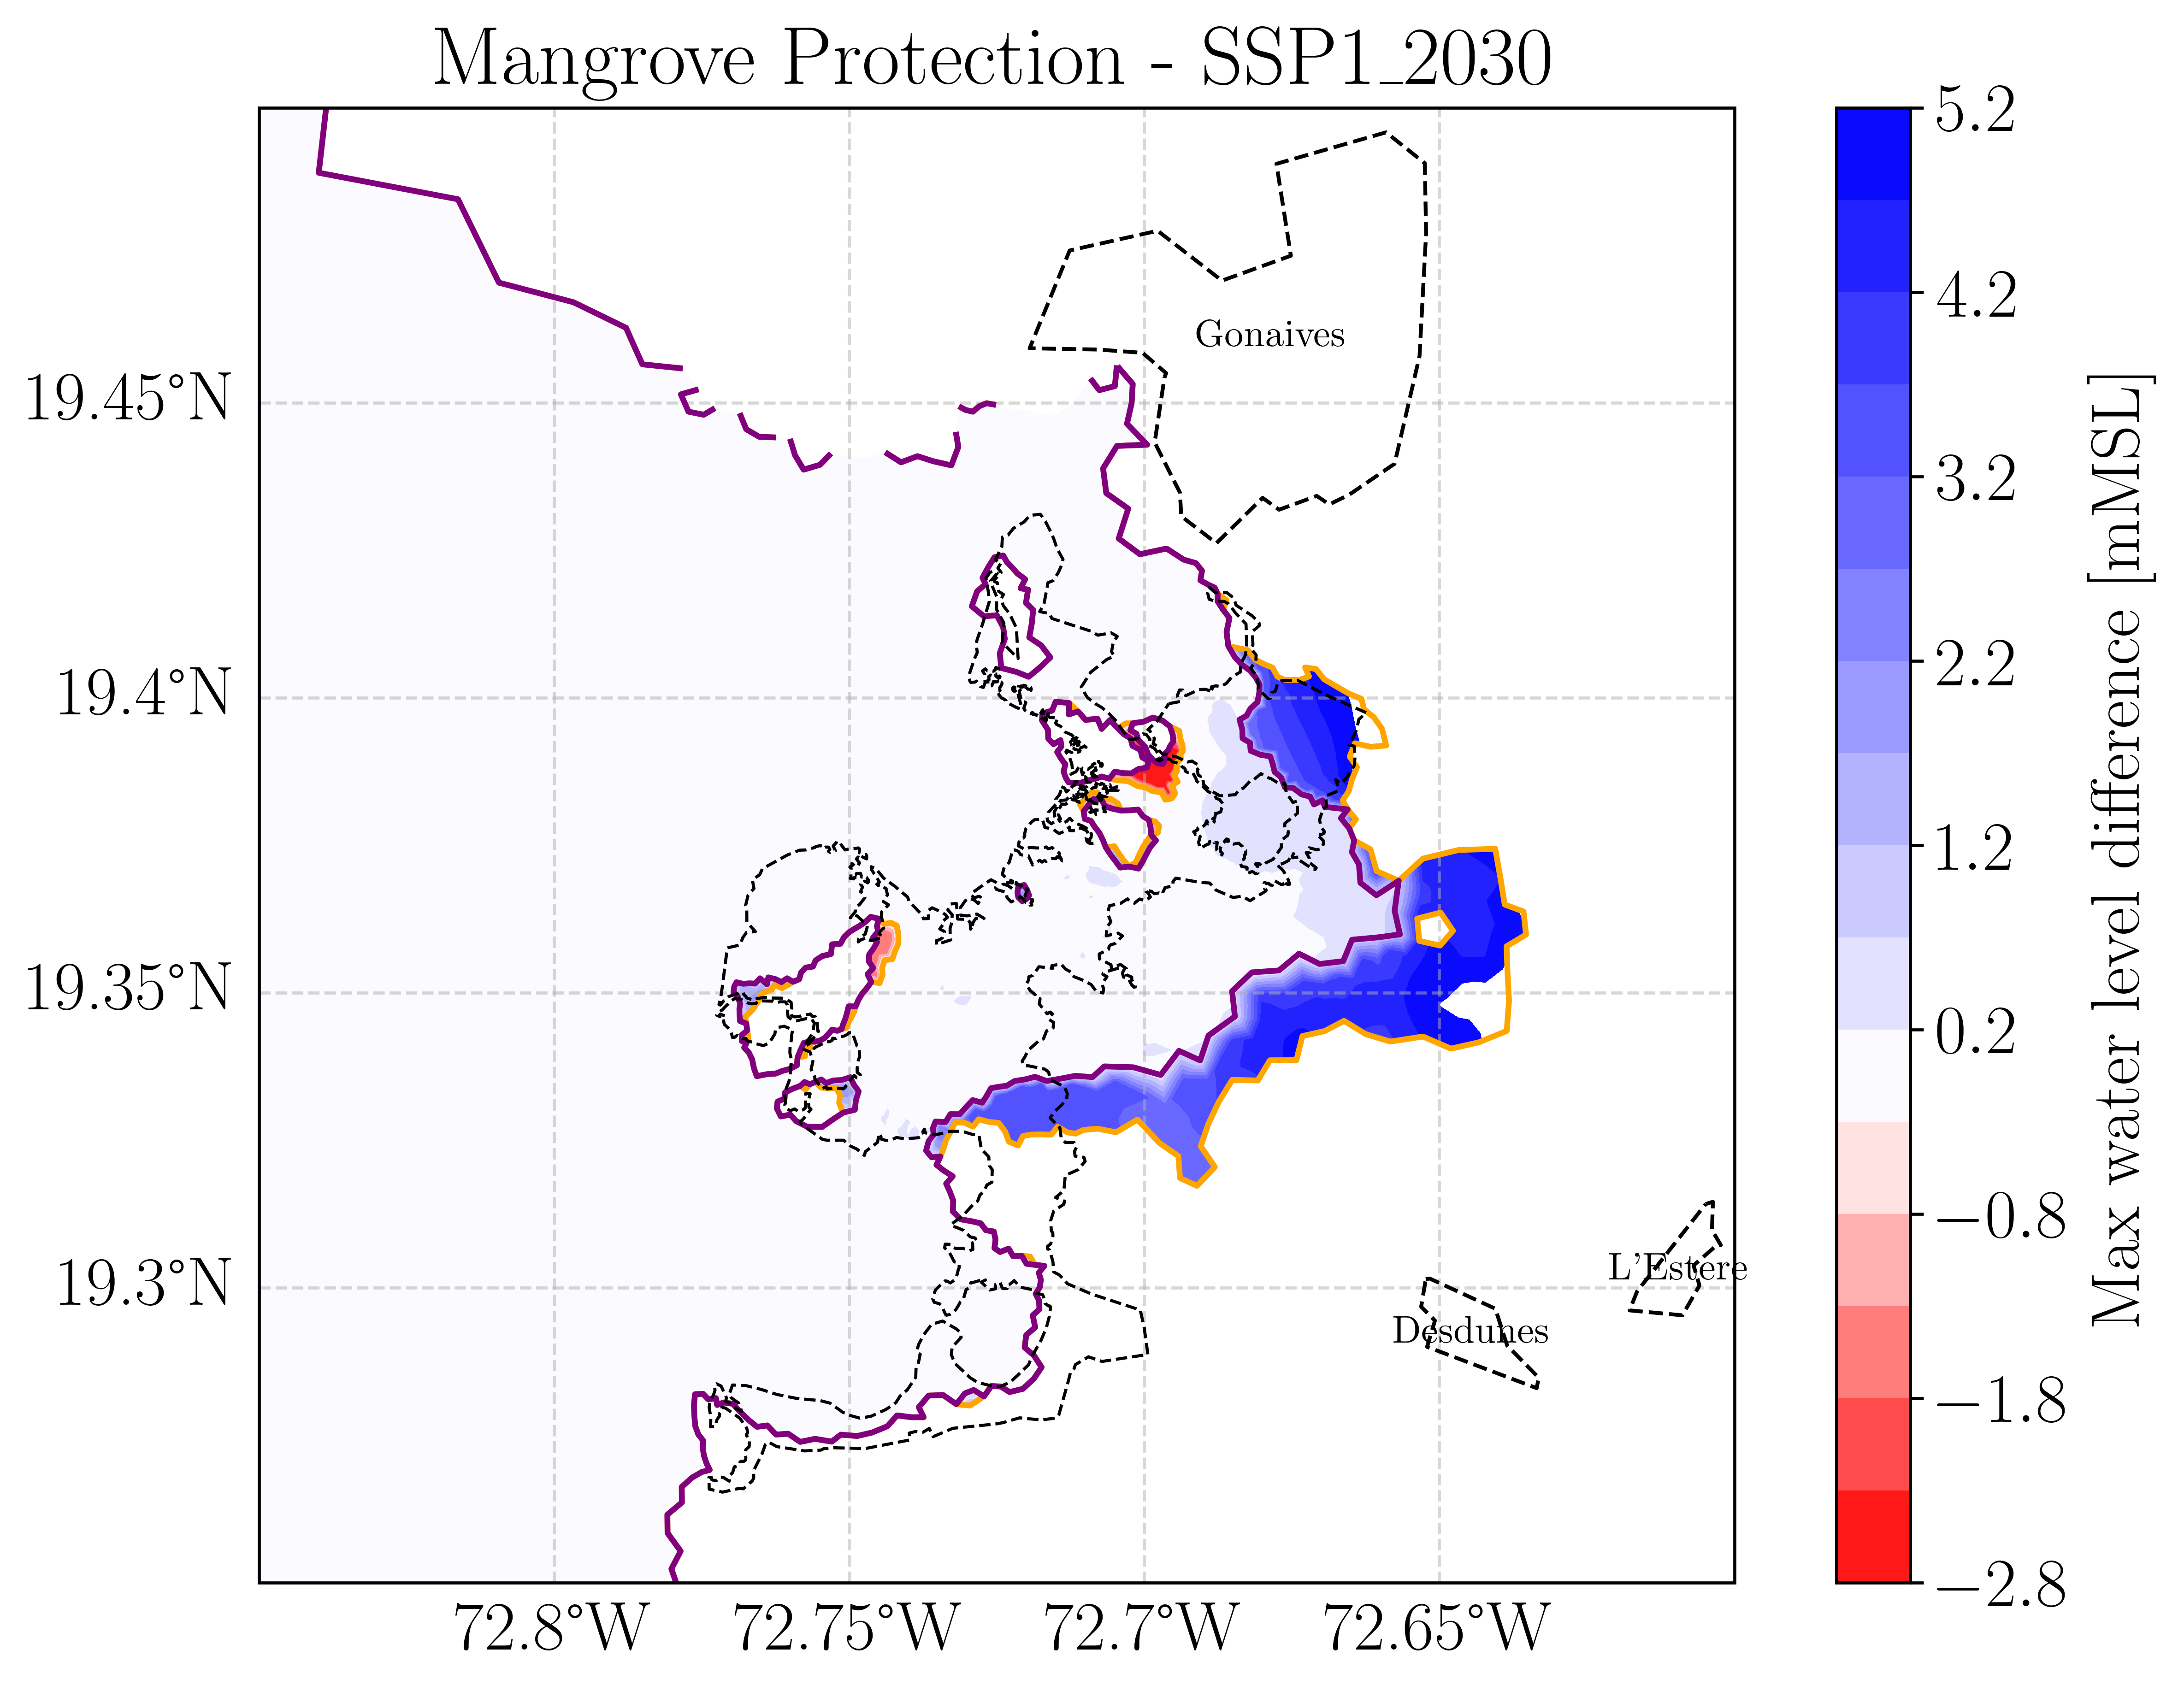 Mangrove Protection - SSP1_2030
5.2
4.2
3.2
2.2
1.2
0.2
−0.8
−1.8
−2.8
Max water level difference [mMSL]
19.45°N
19.4°N
19.35°N
19.3°N
72.8°W
72.75°W
72.7°W
72.65°W
Gonaives
L'Estere
Desdunes